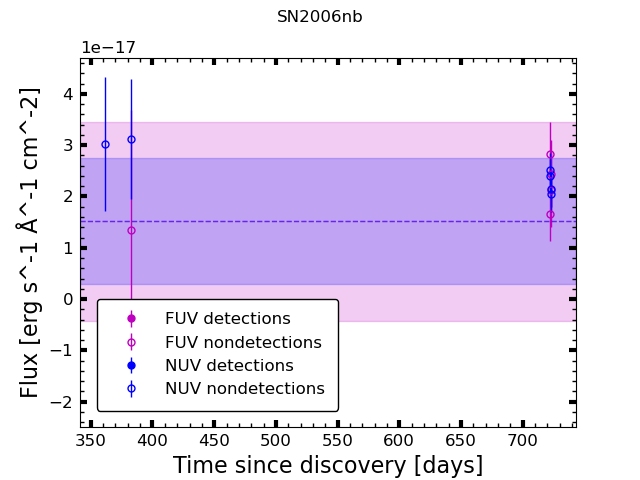 SN2006nb
1e−17
4
3
2
1
0
−1
−2
Flux [erg s^-1 Å^-1 cm^-2]
FUV detections
FUV nondetections
NUV detections
NUV nondetections
350 400 450 500 550 600 650 700
Time since discovery [days]